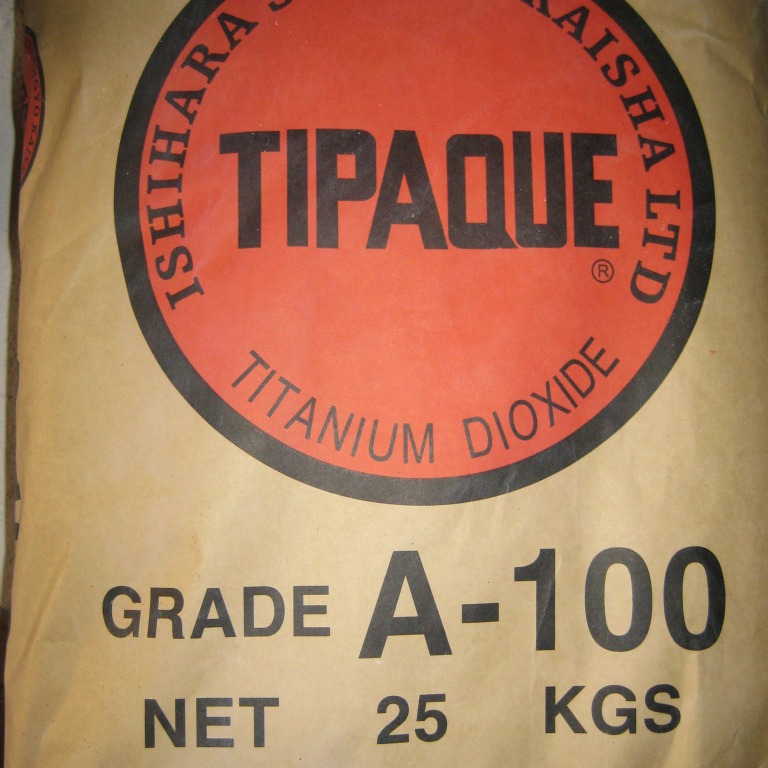 ISHIHARA KAISHA LTD
TIPAQUE
®
TITANIUM DIOXIDE
GRADE A-100
NET 25 KGS